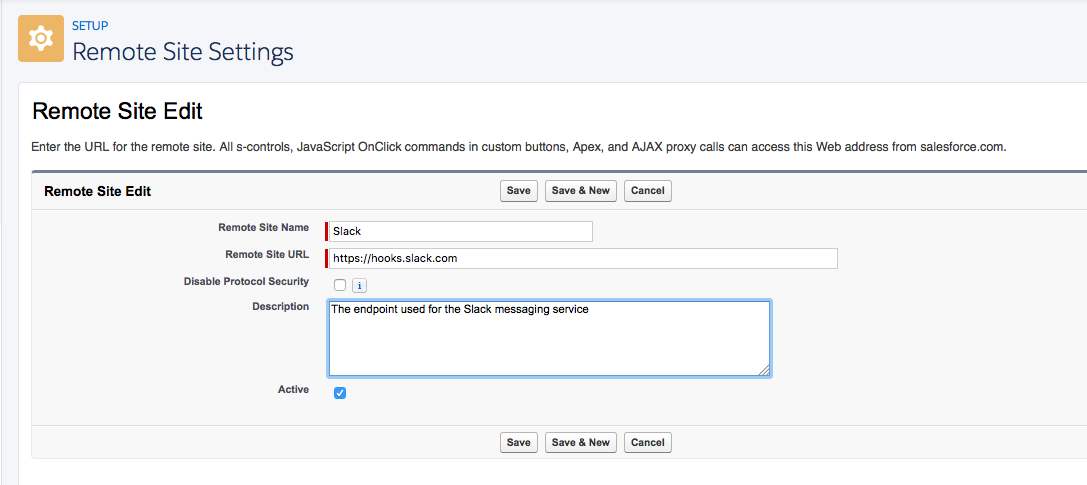 SETUP
Remote Site Settings
Remote Site Edit
Enter the URL for the remote site. All s-controls, JavaScript OnClick commands in custom buttons, Apex, and AJAX proxy calls can access this Web address from salesforce.com.
Remote Site Edit Save Save & New Cancel
Remote Site Name Slack
Remote Site URL https://hooks.slack.com
Disable Protocol Security i
Description The endpoint used for the Slack messaging service
Active
Save Save & New Cancel